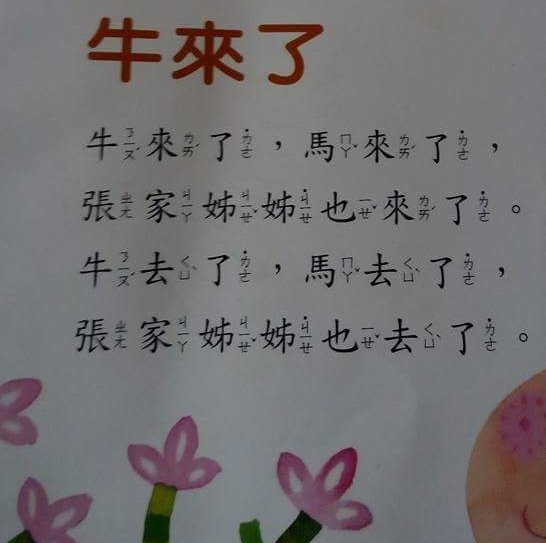 牛來了
牛ㄋㄧㄡˊ來ㄌㄞˊ了˙ㄌㄜ，馬ㄇㄚˇ來ㄌㄞˊ了˙ㄌㄜ，
張ㄓㄤ家ㄐㄧㄚ姊ㄐㄧㄝˇ姊˙ㄐㄧㄝ也ㄧㄝˇ來ㄌㄞˊ了˙ㄌㄜ。
牛ㄋㄧㄡˊ去ㄑㄩˋ了˙ㄌㄜ，馬ㄇㄚˇ去ㄑㄩˋ了˙ㄌㄜ，
張ㄓㄤ家ㄐㄧㄚ姊ㄐㄧㄝˇ姊˙ㄐㄧㄝ也ㄧㄝˇ去ㄑㄩˋ了˙ㄌㄜ。